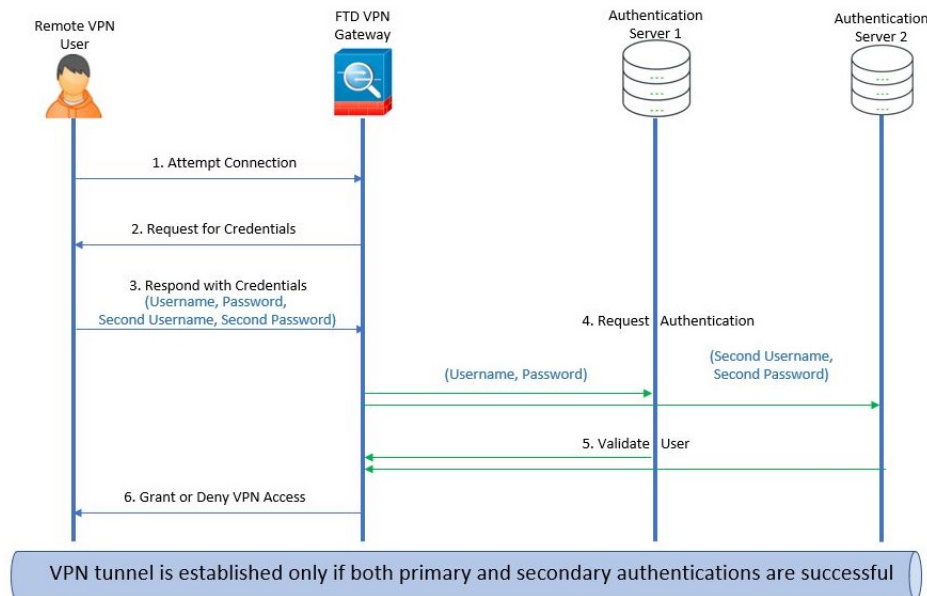 Remote VPN
User
FTD VPN
Gateway
Authentication
Server 1
Authentication
Server 2
1. Attempt Connection
2. Request for Credentials
3. Respond with Credentials
(Username, Password,
Second Username, Second Password)
4. Request Authentication
(Username, Password)
(Second Username,
Second Password)
5. Validate User
6. Grant or Deny VPN Access
VPN tunnel is established only if both primary and secondary authentications are successful